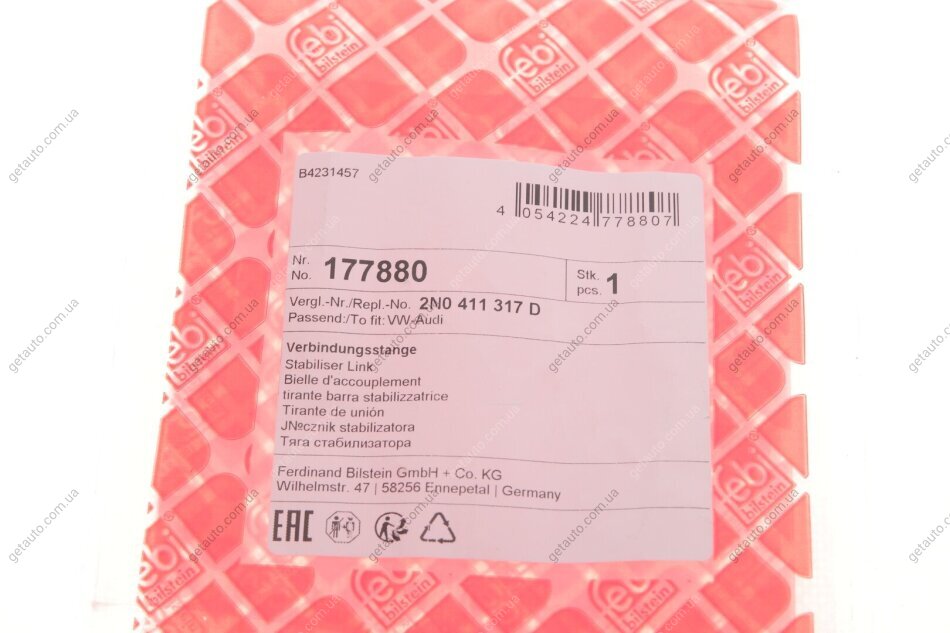 febi
bilstein
B4231457
4 054224 778807
Nr.
No. 177880
Stk.
pcs. 1
Vergl.-Nr./Repl.-No. 2N0 411 317 D
Passend:/To fit: VW-Audi
Verbindungsstange
Stabiliser Link
Bielle d'accouplement
tirante barra stabilizzatrice
Tirante de unión
J№cznik stabilizatora
Тяга стабилизатора
Ferdinand Bilstein GmbH + Co. KG
Wilhelmstr. 47 | 58256 Ennepetal | Germany
EAC
getauto.com.ua